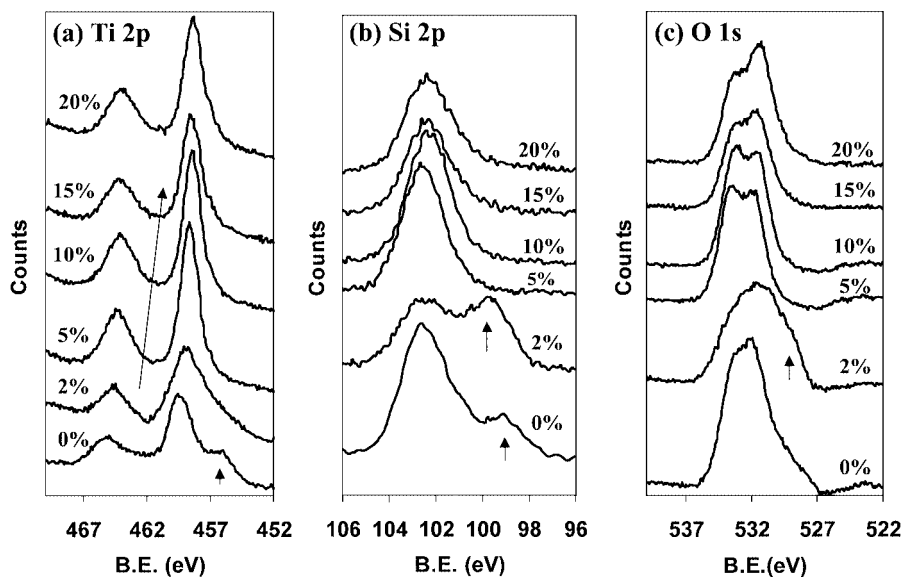 (a) Ti 2p
Counts
20%
15%
10%
5%
2%
0%
467 462 457 452
B.E. (eV)
(b) Si 2p
Counts
20%
15%
10%
5%
2%
0%
106 104 102 100 98 96
B.E. (eV)
(c) O 1s
Counts
20%
15%
10%
5%
2%
0%
537 532 527 522
B.E.(eV)